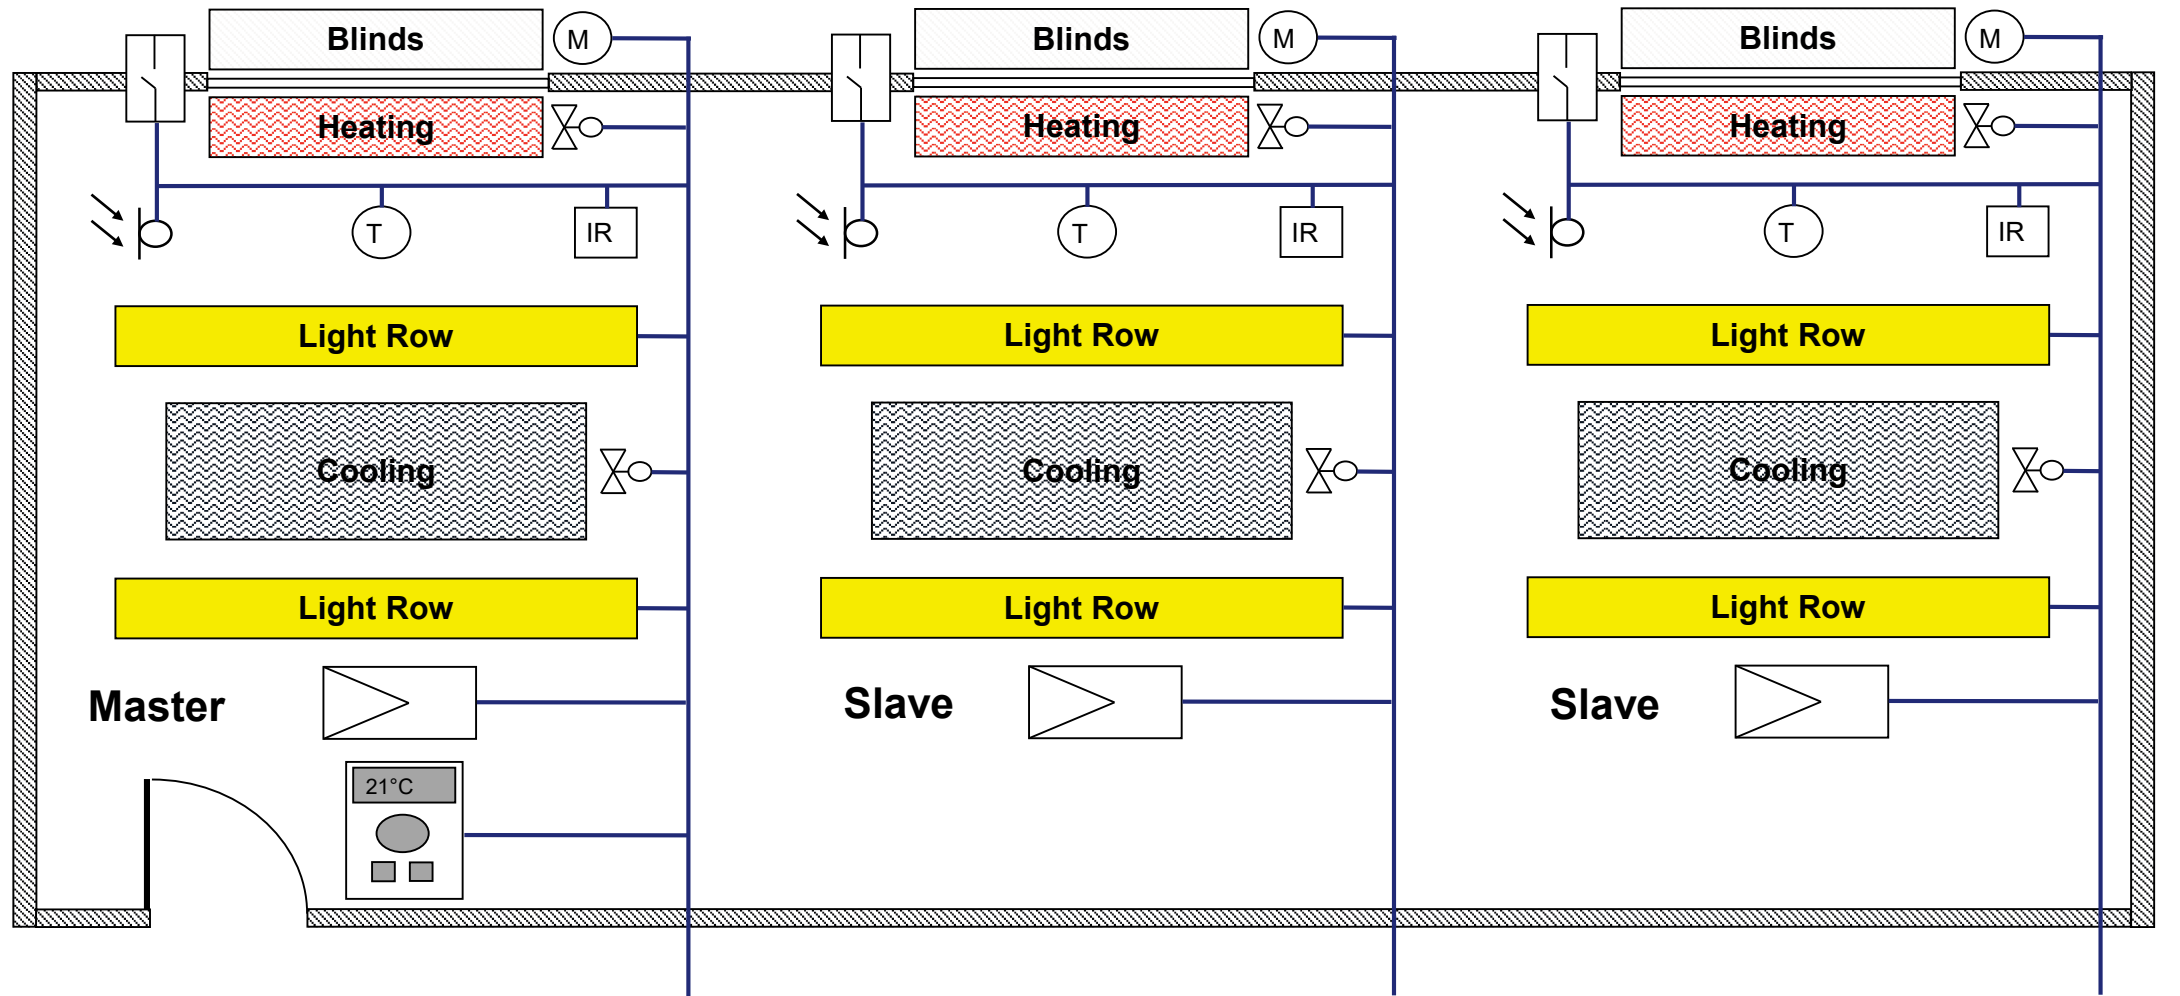 Blinds M Blinds M Blinds M
Heating Heating Heating
T IR T IR T IR
Light Row Light Row Light Row
Cooling Cooling Cooling
Light Row Light Row Light Row
Master Slave Slave
21°C